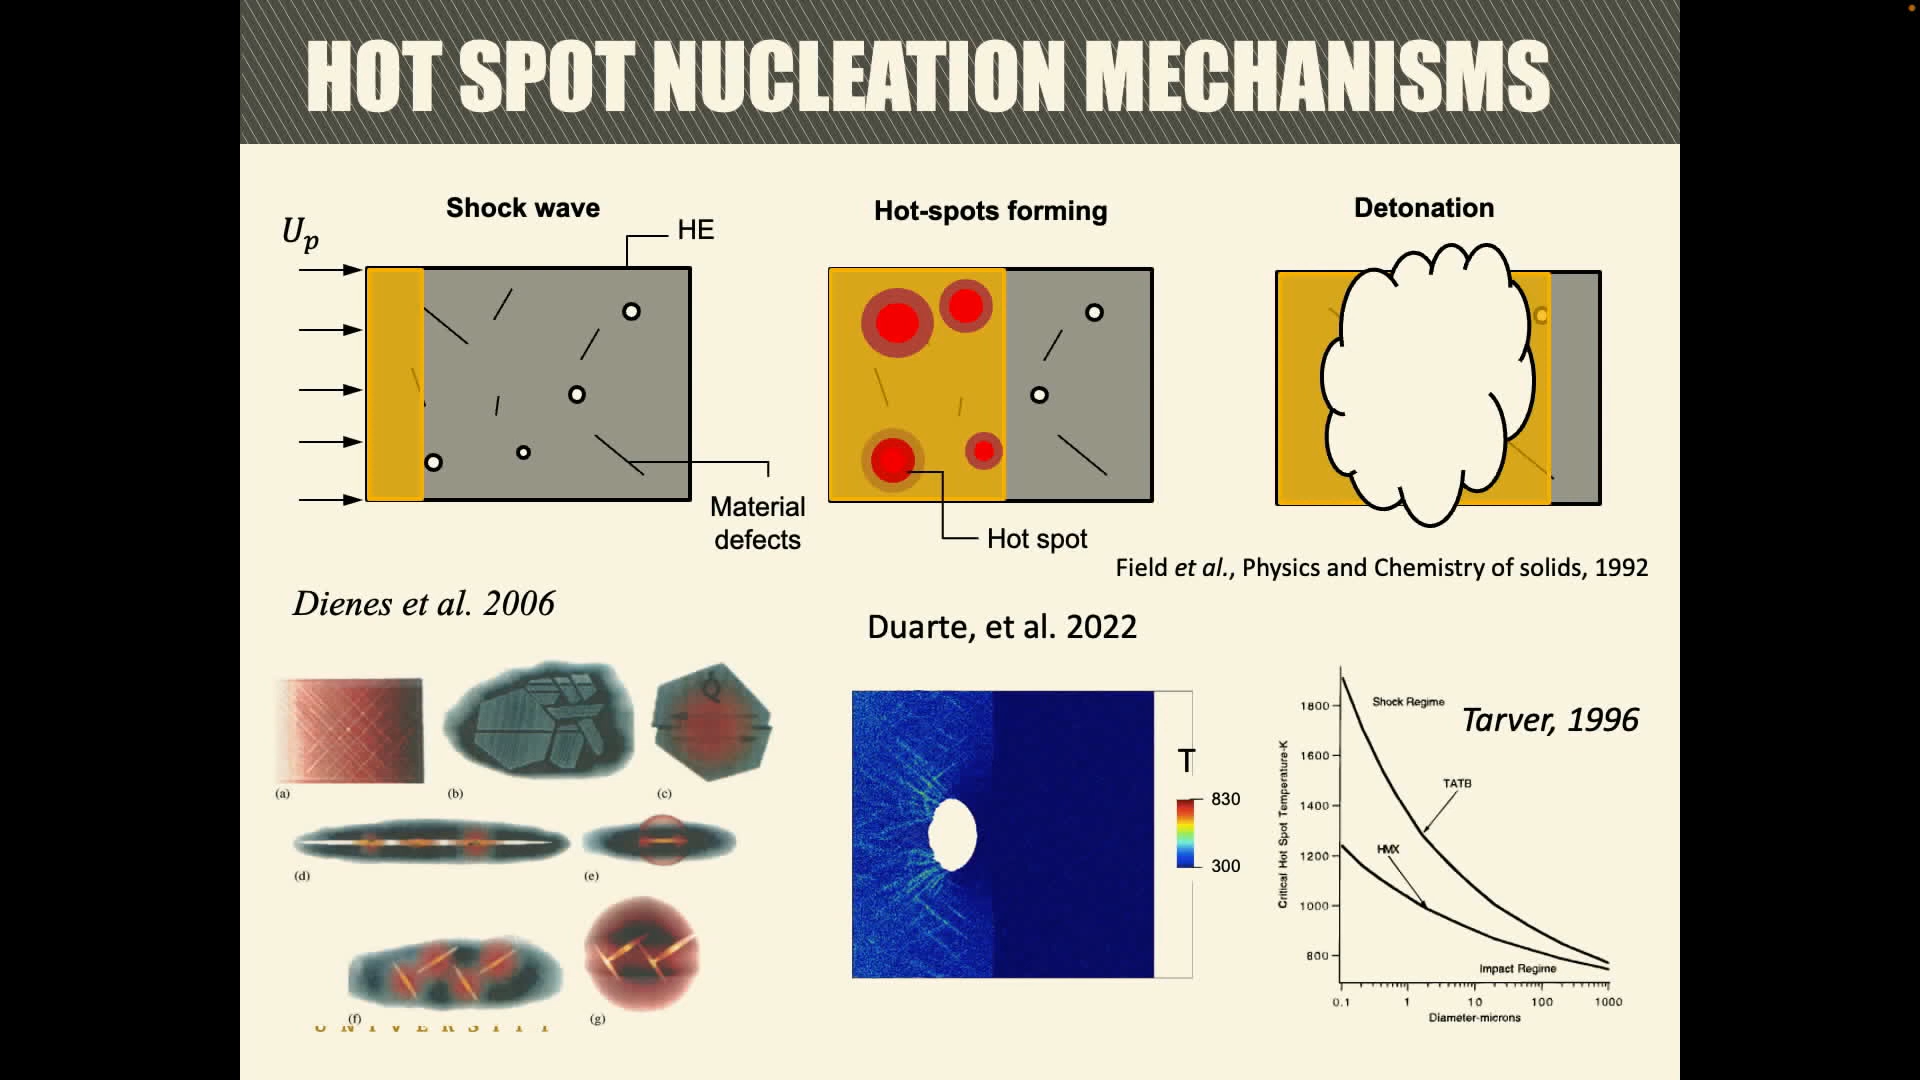 HOT SPOT NUCLEATION MECHANISMS
Shock wave
Hot-spots forming
Detonation
U_p
HE
Material
defects
Hot spot
Field et al., Physics and Chemistry of solids, 1992
Dienes et al. 2006
Duarte, et al. 2022
Tarver, 1996
Q̇
(a)
(b)
(c)
(d)
(e)
(f)
(g)
UNIVERSITY
T
830
300
Critical Hot Spot Temperature-K
1800
1600
1400
1200
1000
800
Shock Regime
TATB
HMX
Impact Regime
0.1
1
10
100
1000
Diameter-microns